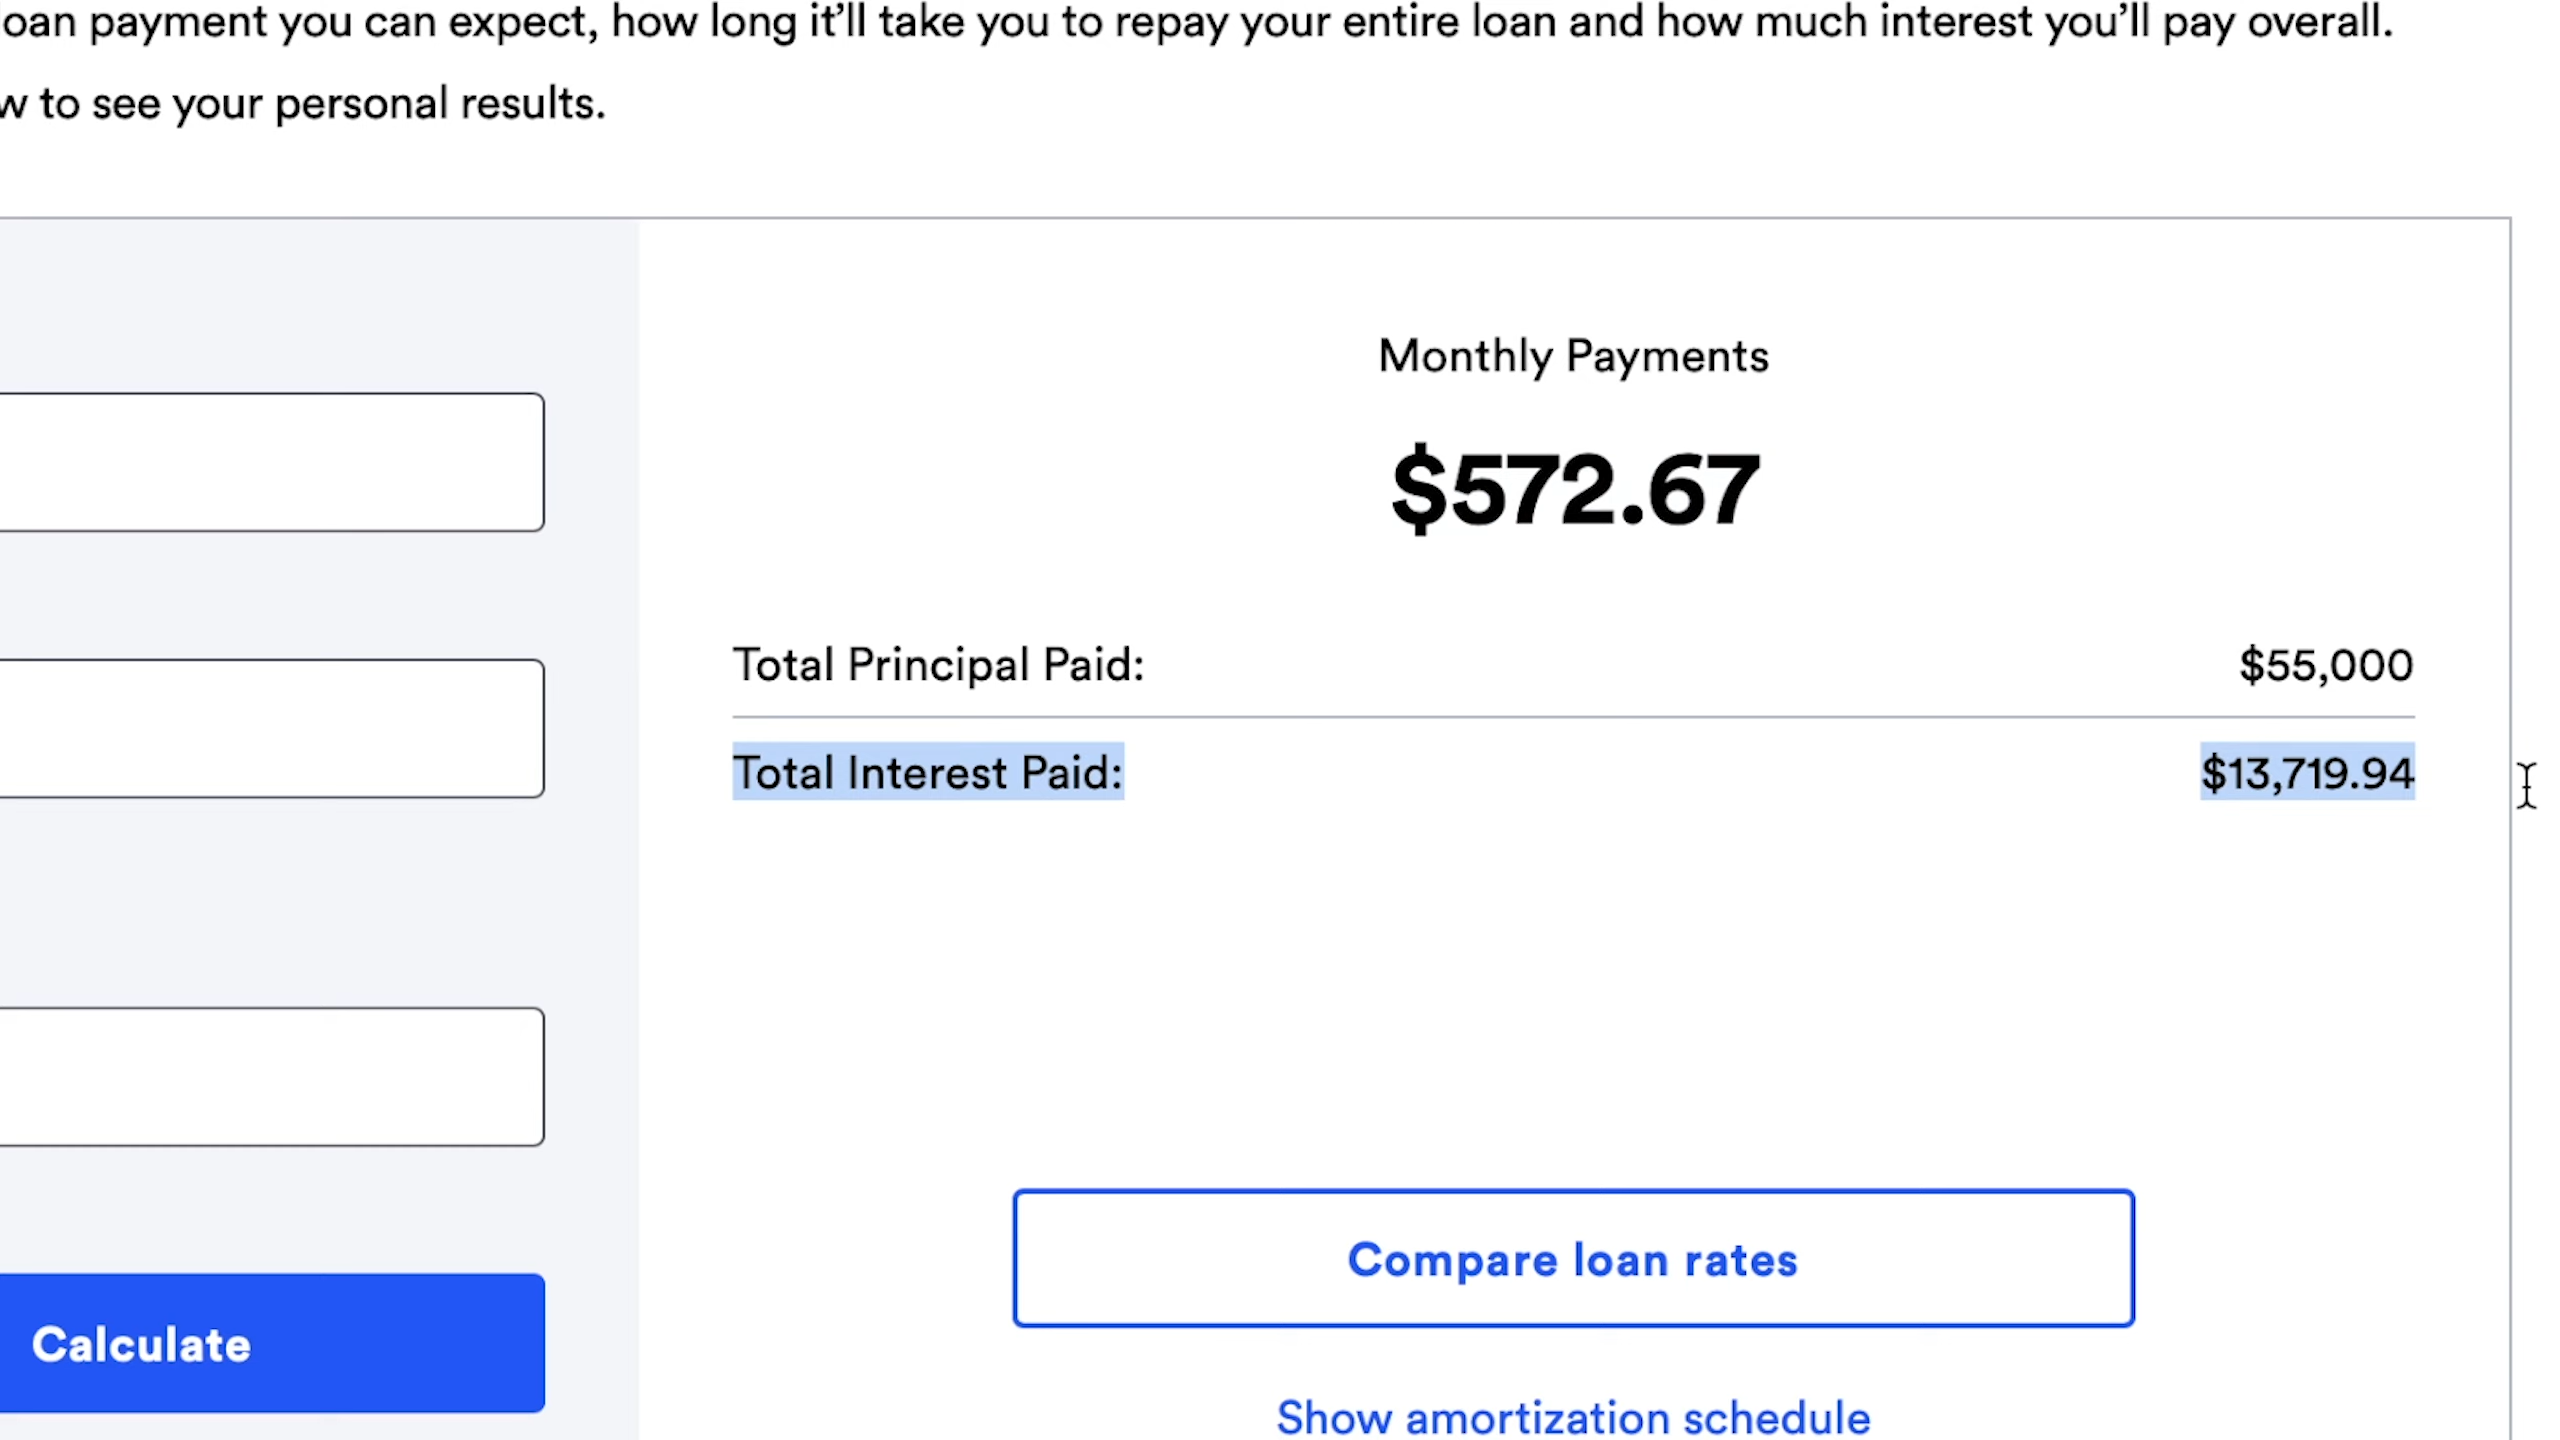 loan payment you can expect, how long it’ll take you to repay your entire loan and how much interest you’ll pay overall.
to see your personal results.
Monthly Payments
$572.67
Total Principal Paid: $55,000
Total Interest Paid: $13,719.94
Compare loan rates
Calculate
Show amortization schedule